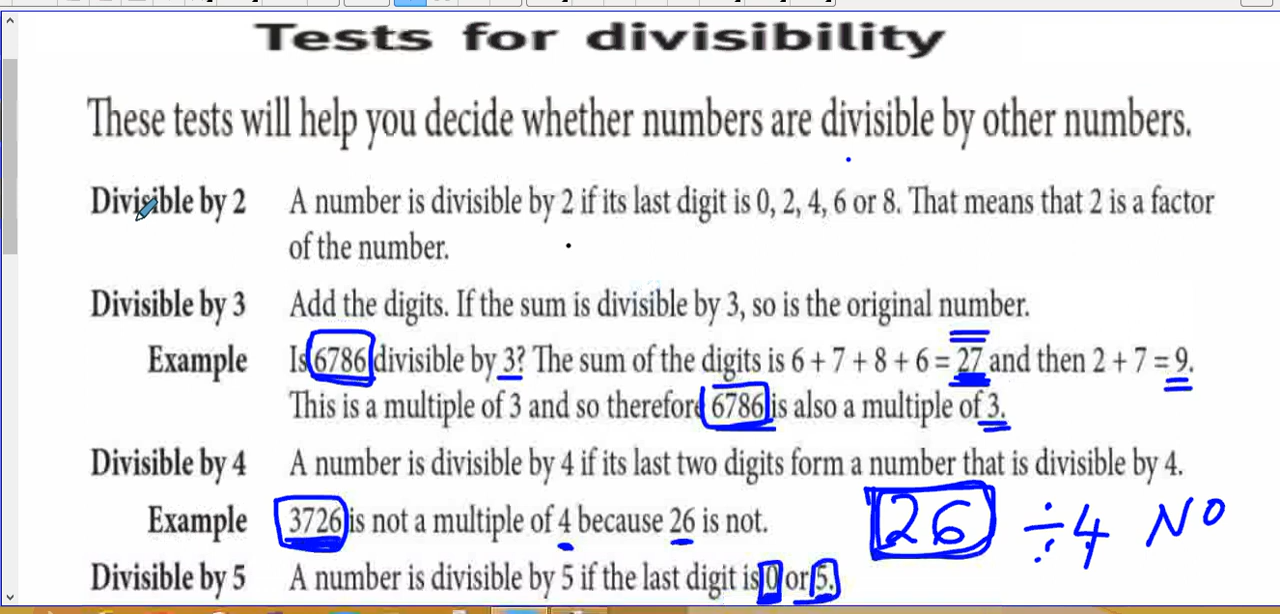 Tests for divisibility
These tests will help you decide whether numbers are divisible by other numbers.
Divisible by 2 A number is divisible by 2 if its last digit is 0, 2, 4, 6 or 8. That means that 2 is a factor
of the number.
Divisible by 3 Add the digits. If the sum is divisible by 3, so is the original number.
Example Is 6786 divisible by 3? The sum of the digits is 6 + 7 + 8 + 6 = 27 and then 2 + 7 = 9.
This is a multiple of 3 and so therefore 6786 is also a multiple of 3.
Divisible by 4 A number is divisible by 4 if its last two digits form a number that is divisible by 4.
Example 3726 is not a multiple of 4 because 26 is not.
26 ÷ 4 NO
Divisible by 5 A number is divisible by 5 if the last digit is 0 or 5.